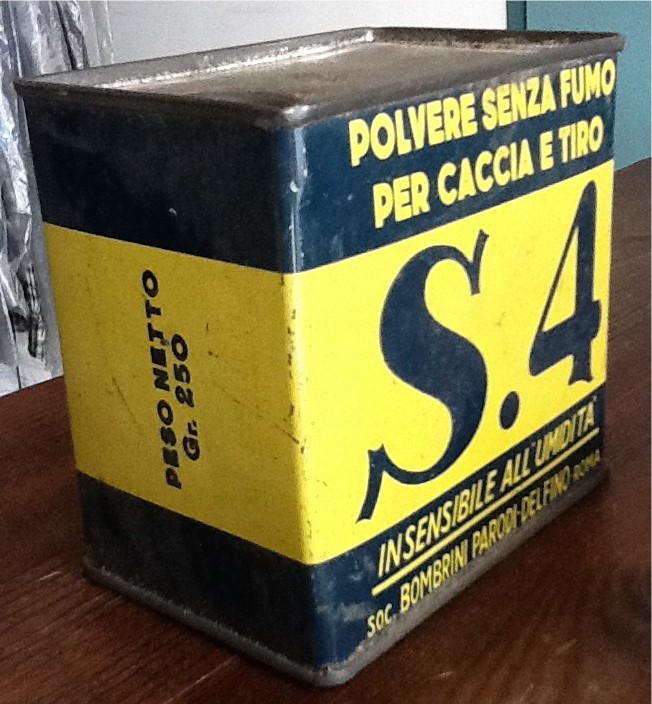 PESO NETTO
Gr. 250
POLVERE SENZA FUMO
PER CACCIA E TIRO
S.4
INSENSIBILE ALL'UMIDITÀ
SOC. BOMBRINI PARODI-DELFINO ROMA